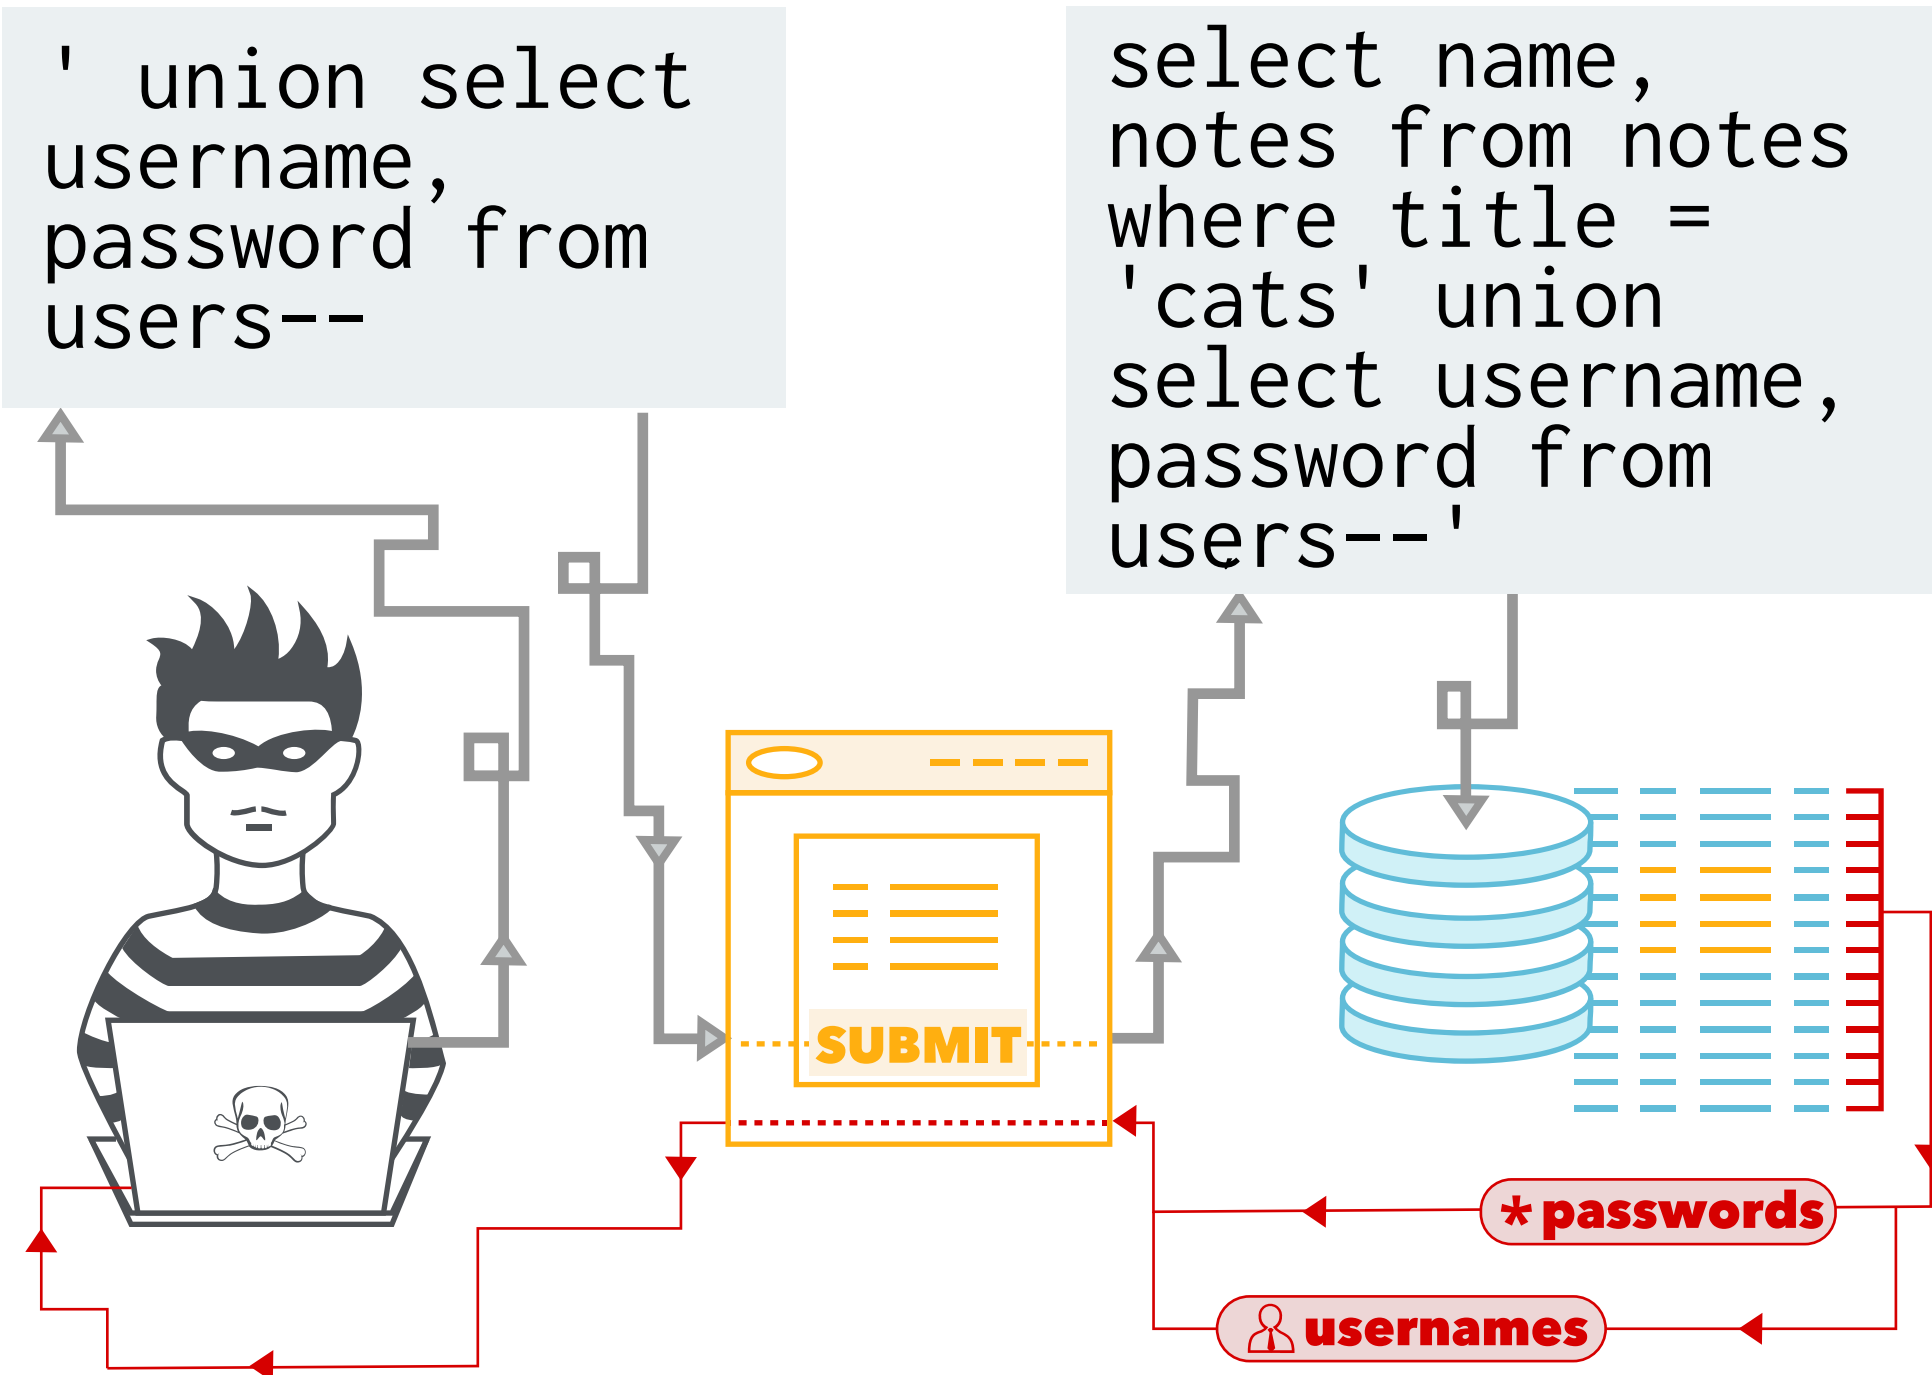 ' union select
username,
password from
users--
select name,
notes from notes
where title =
'cats' union
select username,
password from
users--'
SUBMIT
* passwords
usernames